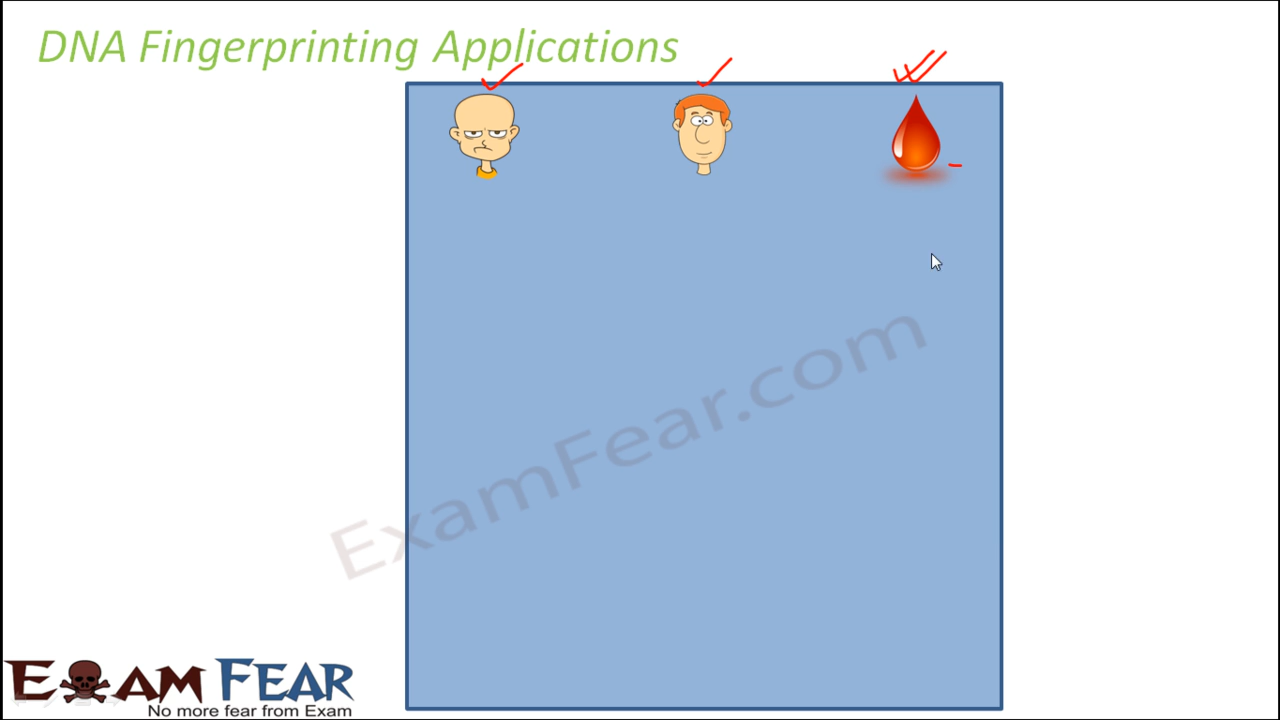 DNA Fingerprinting Applications
ExamFear.com
EXAM FEAR
No more fear from Exam